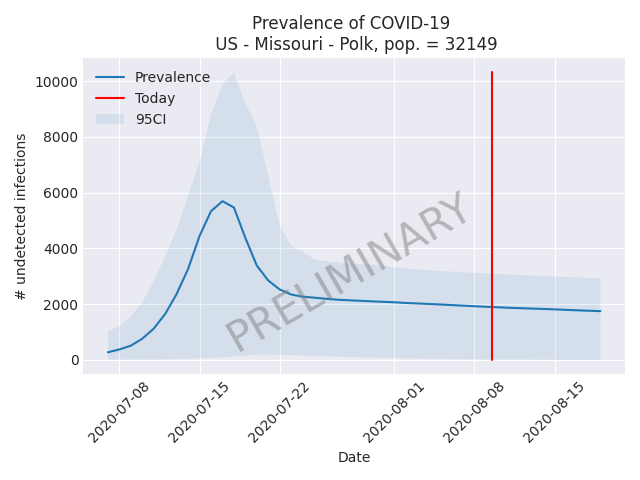 Prevalence of COVID-19
US - Missouri - Polk, pop. = 32149
Prevalence
Today
95CI
# undetected infections
10000
8000
6000
4000
2000
0
PRELIMINARY
2020-07-08
2020-07-15
2020-07-22
2020-08-01
2020-08-08
2020-08-15
Date